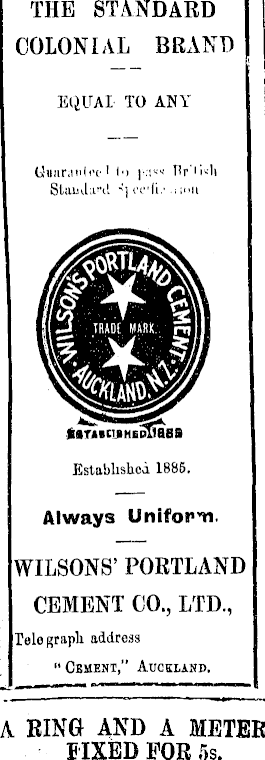 THE STANDARD
COLONIAL BRAND
EQUAL TO ANY
Guaranteed to pass British
Standard Specification
WILSON'S PORTLAND CEMENT.
TRADE MARK.
AUCKLAND, N.Z.
ESTABLISHED 1885
Established 1885.
Always Uniform.
WILSONS' PORTLAND
CEMENT CO., LTD.,
Telegraph address
"CEMENT," AUCKLAND.
A RING AND A METER
FIXED FOR 5s.